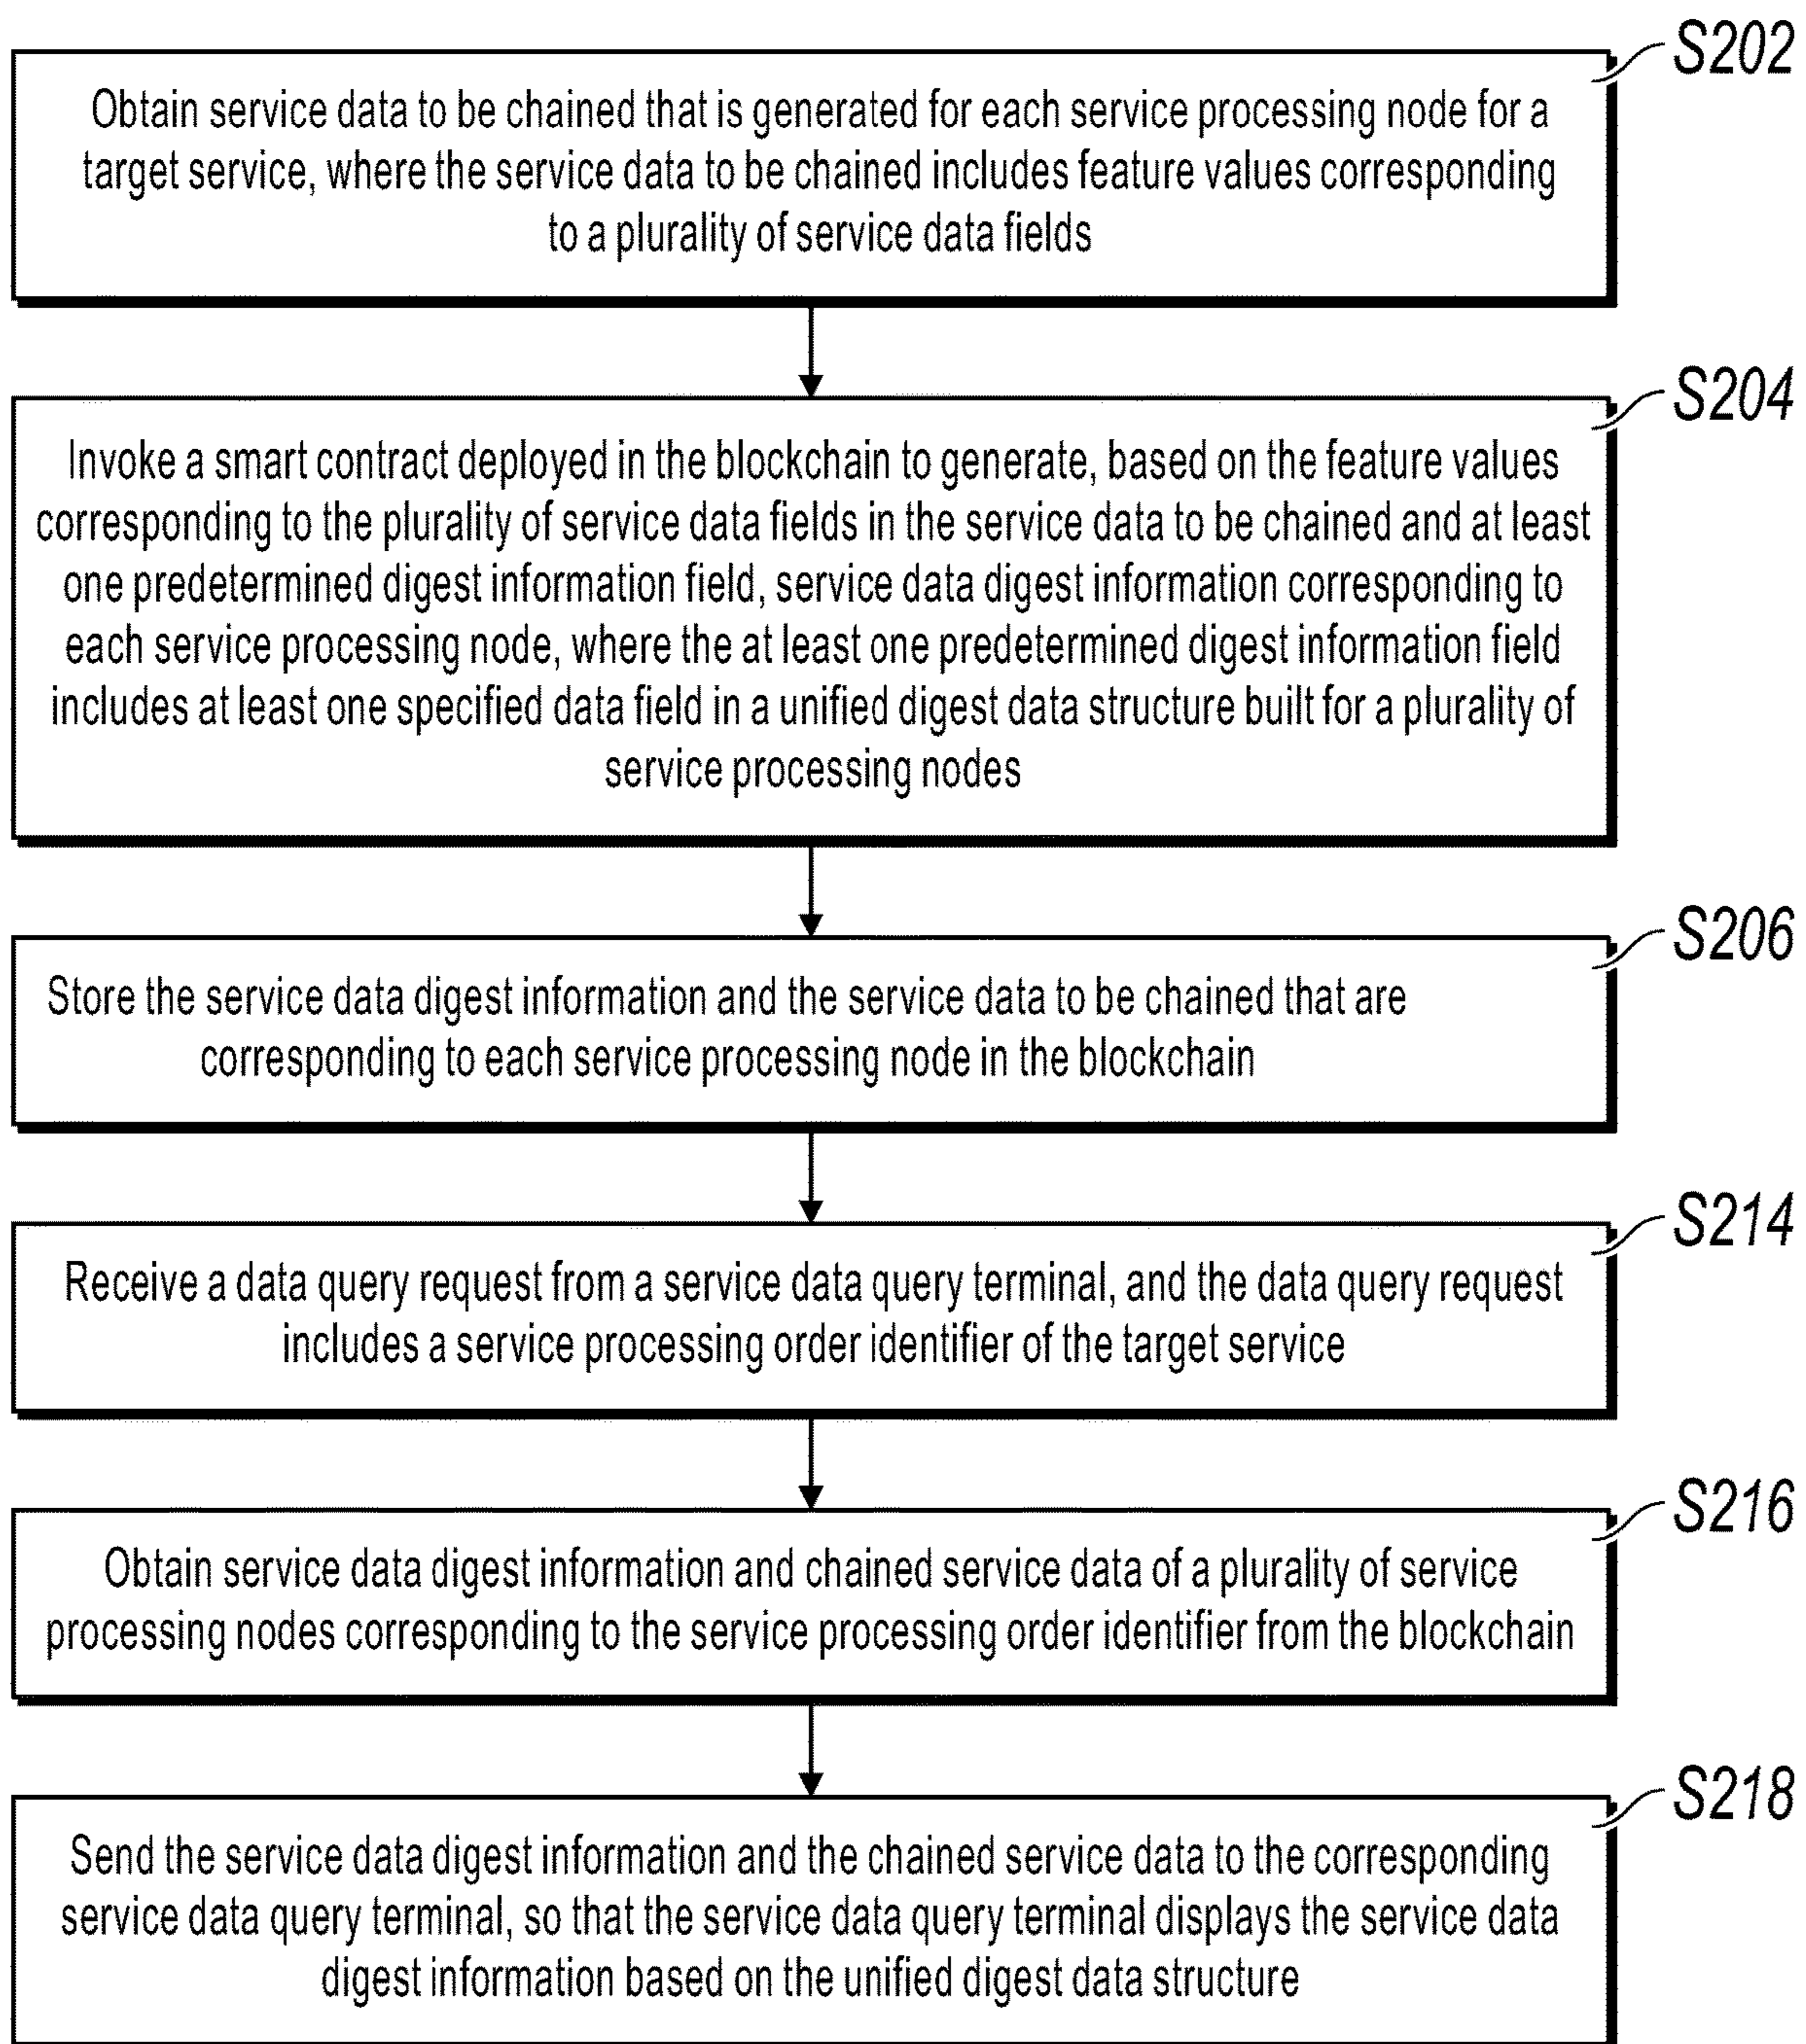 S202
Obtain service data to be chained that is generated for each service processing node for a
target service, where the service data to be chained includes feature values corresponding
to a plurality of service data fields
S204
Invoke a smart contract deployed in the blockchain to generate, based on the feature values
corresponding to the plurality of service data fields in the service data to be chained and at least
one predetermined digest information field, service data digest information corresponding to
each service processing node, where the at least one predetermined digest information field
includes at least one specified data field in a unified digest data structure built for a plurality of
service processing nodes
S206
Store the service data digest information and the service data to be chained that are
corresponding to each service processing node in the blockchain
S214
Receive a data query request from a service data query terminal, and the data query request
includes a service processing order identifier of the target service
S216
Obtain service data digest information and chained service data of a plurality of service
processing nodes corresponding to the service processing order identifier from the blockchain
S218
Send the service data digest information and the chained service data to the corresponding
service data query terminal, so that the service data query terminal displays the service data
digest information based on the unified digest data structure